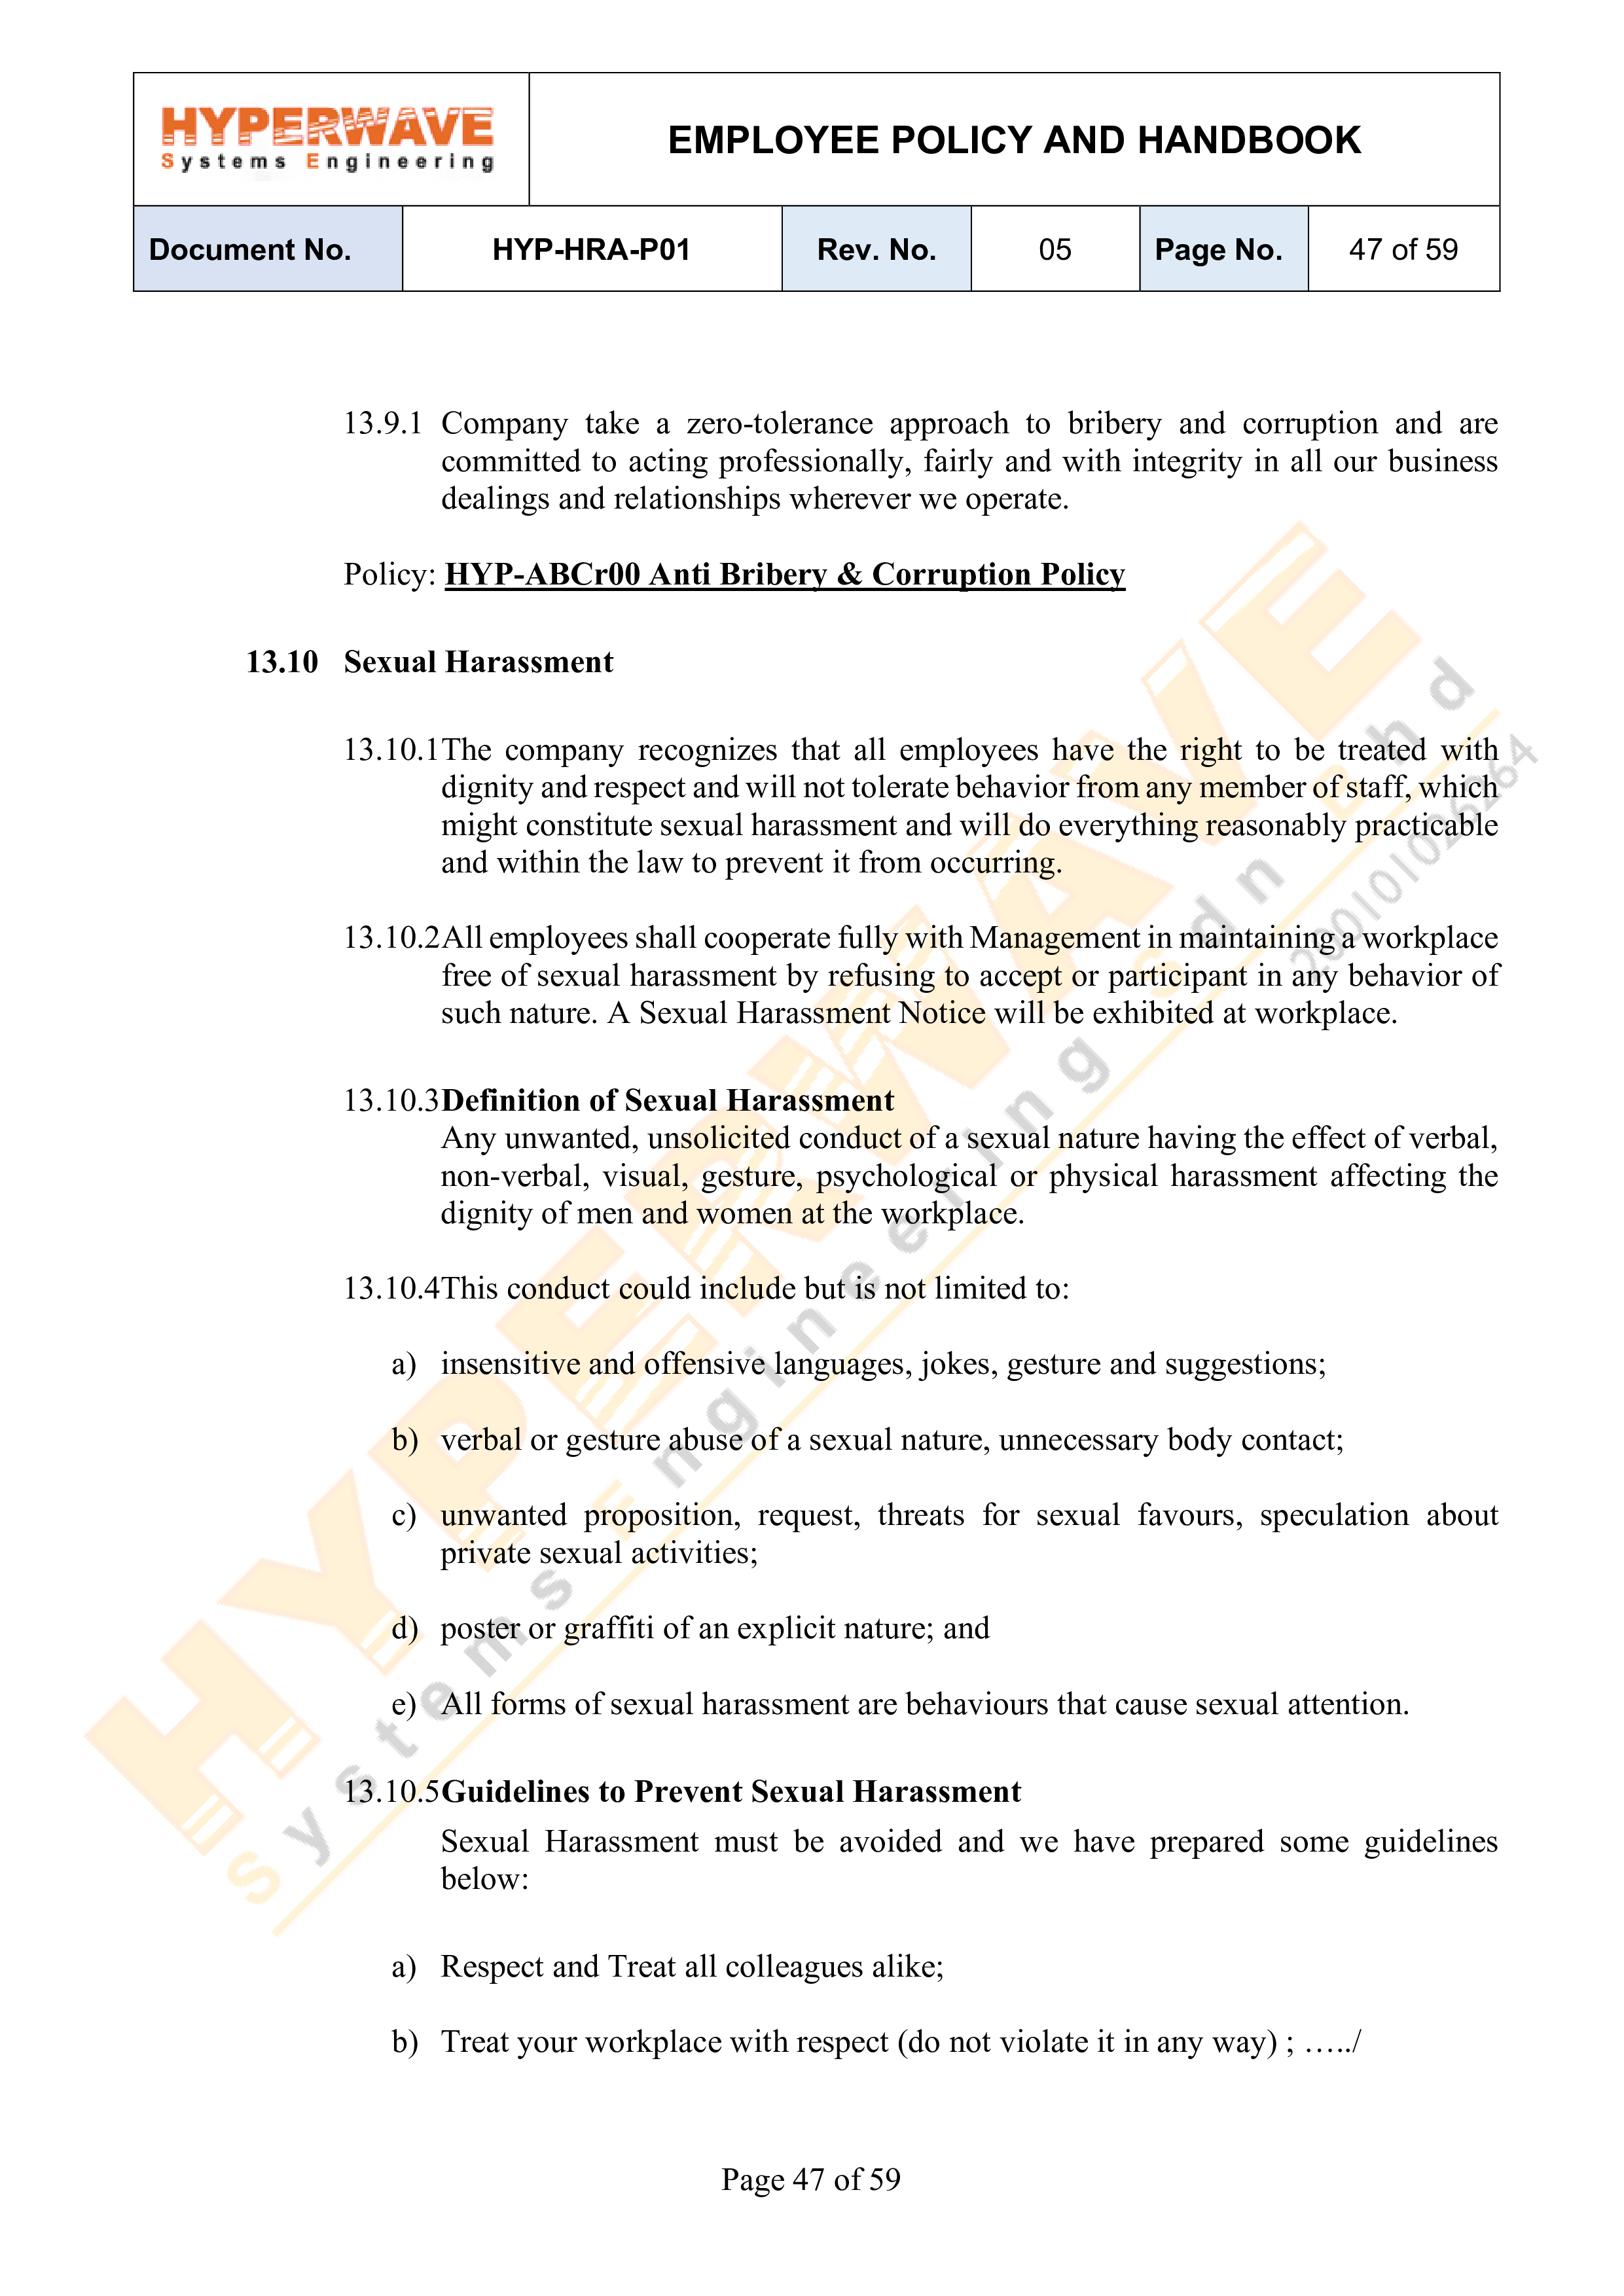 HYPERWAVE
Systems Engineering
EMPLOYEE POLICY AND HANDBOOK
Document No. HYP-HRA-P01 Rev. No. 05 Page No. 47 of 59
13.9.1 Company take a zero-tolerance approach to bribery and corruption and are
committed to acting professionally, fairly and with integrity in all our business
dealings and relationships wherever we operate.
Policy: HYP-ABCr00 Anti Bribery & Corruption Policy
13.10 Sexual Harassment
13.10.1The company recognizes that all employees have the right to be treated with
dignity and respect and will not tolerate behavior from any member of staff, which
might constitute sexual harassment and will do everything reasonably practicable
and within the law to prevent it from occurring.
13.10.2All employees shall cooperate fully with Management in maintaining a workplace
free of sexual harassment by refusing to accept or participant in any behavior of
such nature. A Sexual Harassment Notice will be exhibited at workplace.
13.10.3Definition of Sexual Harassment
Any unwanted, unsolicited conduct of a sexual nature having the effect of verbal,
non-verbal, visual, gesture, psychological or physical harassment affecting the
dignity of men and women at the workplace.
13.10.4This conduct could include but is not limited to:
a) insensitive and offensive languages, jokes, gesture and suggestions;
b) verbal or gesture abuse of a sexual nature, unnecessary body contact;
c) unwanted proposition, request, threats for sexual favours, speculation about
private sexual activities;
d) poster or graffiti of an explicit nature; and
e) All forms of sexual harassment are behaviours that cause sexual attention.
13.10.5Guidelines to Prevent Sexual Harassment
Sexual Harassment must be avoided and we have prepared some guidelines
below:
a) Respect and Treat all colleagues alike;
b) Treat your workplace with respect (do not violate it in any way) ; …../
Page 47 of 59
HYPERWAVE
Systems Engineering Sdn Bhd
200101026264